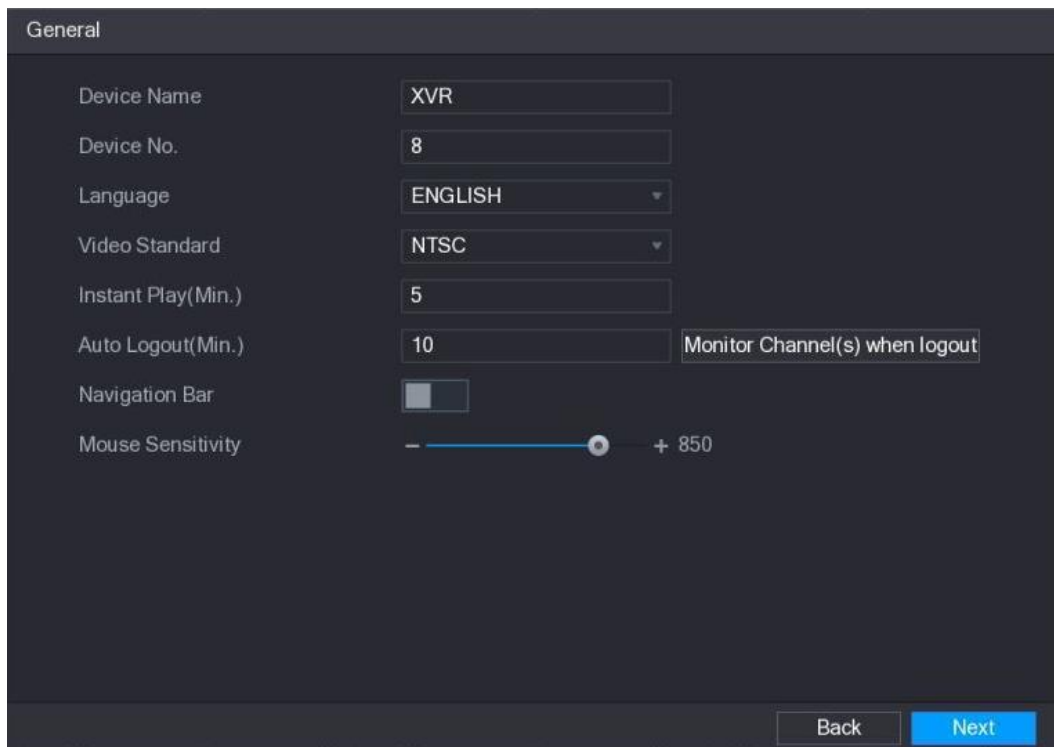 General
Device Name XVR
Device No. 8
Language ENGLISH
Video Standard NTSC
Instant Play(Min.) 5
Auto Logout(Min.) 10 Monitor Channel(s) when logout
Navigation Bar
Mouse Sensitivity − + 850
Back Next